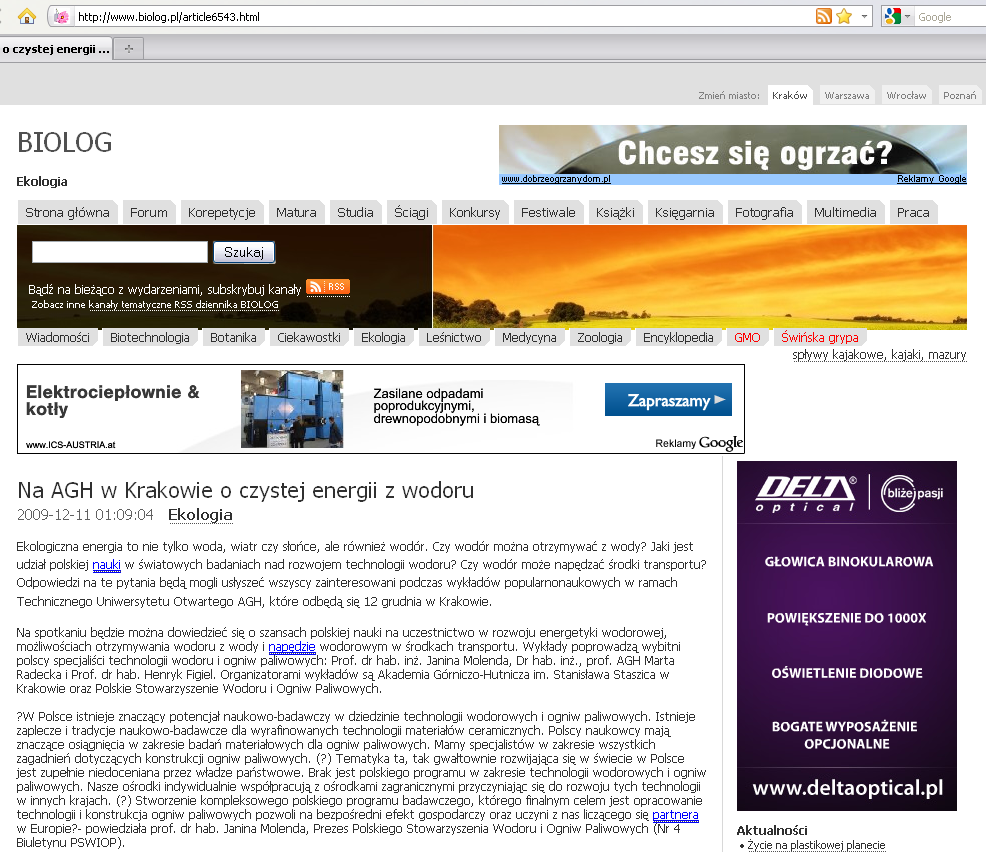 http://www.biolog.pl/article6543.html
Google
o czystej energii ...
Zmień miasto: Kraków Warszawa Wrocław Poznań
BIOLOG
Chcesz się ogrzać?
www.dobrzeogrzanydom.pl Reklamy Google
Ekologia
Strona główna Forum Korepetycje Matura Studia Ściągi Konkursy Festiwale Książki Księgarnia Fotografia Multimedia Praca
Szukaj
Bądź na bieżąco z wydarzeniami, subskrybuj kanały RSS
Zobacz inne kanały tematyczne RSS dziennika BIOLOG
Wiadomości Biotechnologia Botanika Ciekawostki Ekologia Leśnictwo Medycyna Zoologia Encyklopedia GMO Świńska grypa
spływy kajakowe, kajaki, mazury
Elektrociepłownie &
kotły
www.ICS-AUSTRIA.at
Zasilane odpadami
poprodukcyjnymi,
drewnopodobnymi i biomasą
Zapraszamy
Reklamy Google
Na AGH w Krakowie o czystej energii z wodoru
2009-12-11 01:09:04 Ekologia
Ekologiczna energia to nie tylko woda, wiatr czy słońce, ale również wodór. Czy wodór można otrzymywać z wody? Jaki jest
udział polskiej nauki w światowych badaniach nad rozwojem technologii wodoru? Czy wodór może napędzać środki transportu?
Odpowiedzi na te pytania będą mogli usłyszeć wszyscy zainteresowani podczas wykładów popularnonaukowych w ramach
Technicznego Uniwersytetu Otwartego AGH, które odbędą się 12 grudnia w Krakowie.
Na spotkaniu będzie można dowiedzieć się o szansach polskiej nauki na uczestnictwo w rozwoju energetyki wodorowej,
możliwościach otrzymywania wodoru z wody i napędzie wodorowym w środkach transportu. Wykłady poprowadzą wybitni
polscy specjaliści technologii wodoru i ogniw paliwowych: Prof. dr hab. inż. Janina Molenda, Dr hab. inż., prof. AGH Marta
Radecka i Prof. dr hab. Henryk Figiel. Organizatorami wykładów są Akademia Górniczo-Hutnicza im. Stanisława Staszica w
Krakowie oraz Polskie Stowarzyszenie Wodoru i Ogniw Paliwowych.
?W Polsce istnieje znaczący potencjał naukowo-badawczy w dziedzinie technologii wodorowych i ogniw paliwowych. Istnieje
zaplecze i tradycje naukowo-badawcze dla wyrafinowanych technologii materiałów ceramicznych. Polscy naukowcy mają
znaczące osiągnięcia w zakresie badań materiałowych dla ogniw paliwowych. Mamy specjalistów w zakresie wszystkich
zagadnień dotyczących konstrukcji ogniw paliwowych. (?) Tematyka ta, tak gwałtownie rozwijająca się w świecie w Polsce
jest zupełnie niedoceniana przez władze państwowe. Brak jest polskiego programu w zakresie technologii wodorowych i ogniw
paliwowych. Nasze ośrodki indywidualnie współpracują z ośrodkami zagranicznymi przyczyniając się do rozwoju tych technologii
w innych krajach. (?) Stworzenie kompleksowego polskiego programu badawczego, którego finalnym celem jest opracowanie
technologii i konstrukcja ogniw paliwowych pozwoli na bezpośredni efekt gospodarczy oraz uczyni z nas liczącego się partnera
w Europie?- powiedziała prof. dr hab. Janina Molenda, Prezes Polskiego Stowarzyszenia Wodoru i Ogniw Paliwowych (Nr 4
Biuletynu PSWIOP).
DELTA® optical bliżej pasji
GŁOWICA BINOKULAROWA
POWIĘKSZENIE DO 1000X
OŚWIETLENIE DIODOWE
BOGATE WYPOSAŻENIE
OPCJONALNE
www.deltaoptical.pl
Aktualności
• Życie na plastikowej planecie